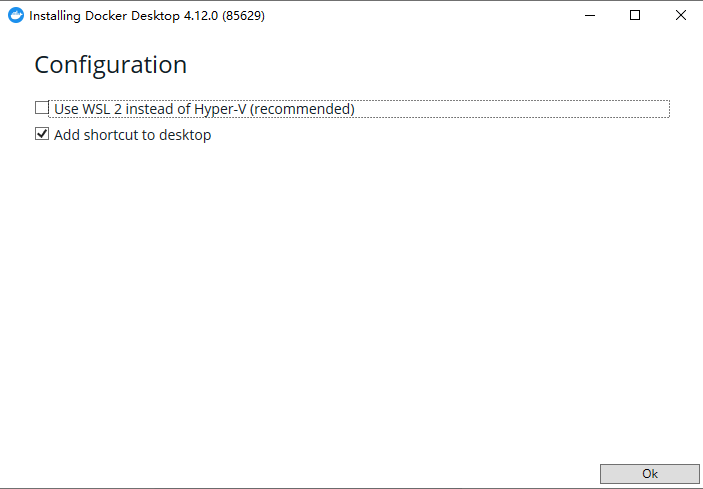 Installing Docker Desktop 4.12.0 (85629)
Configuration
Use WSL 2 instead of Hyper-V (recommended)
Add shortcut to desktop
Ok